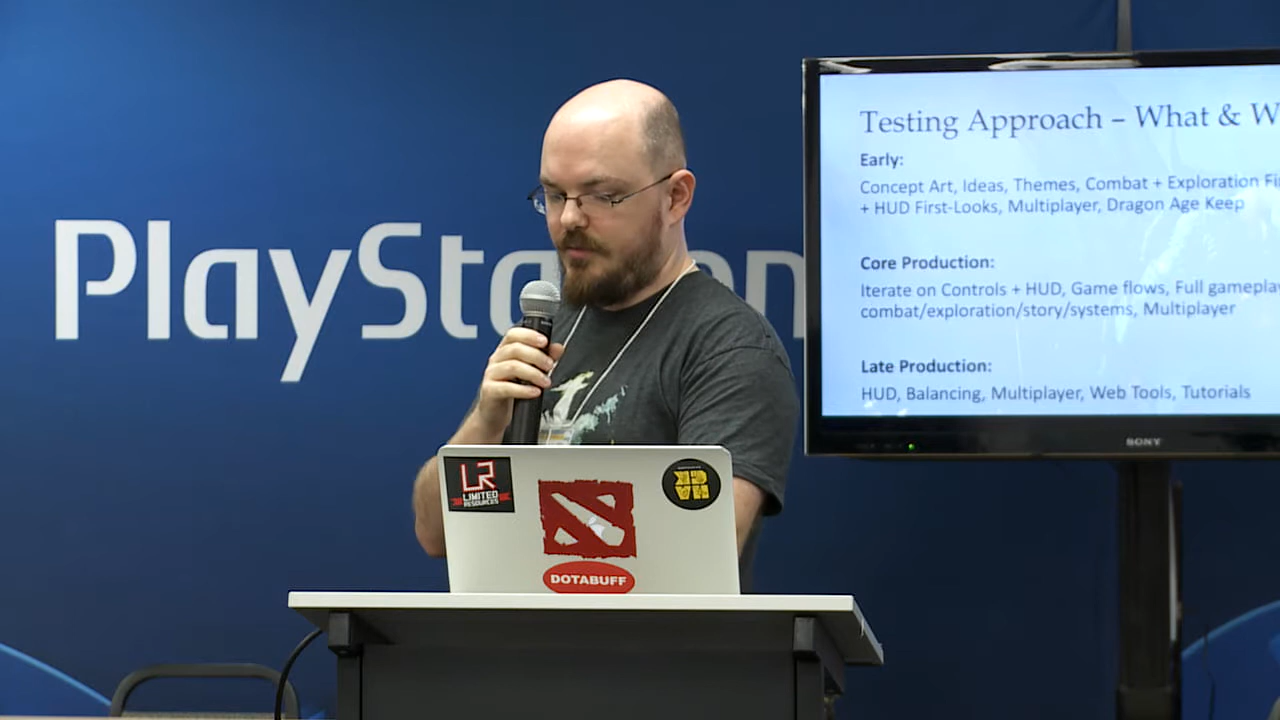 PlayStation
Testing Approach – What & W
Early:
Concept Art, Ideas, Themes, Combat + Exploration Fi
+ HUD First-Looks, Multiplayer, Dragon Age Keep
Core Production:
Iterate on Controls + HUD, Game flows, Full gameplay
combat/exploration/story/systems, Multiplayer
Late Production:
HUD, Balancing, Multiplayer, Web Tools, Tutorials
SONY
LR
LIMITED
RESOURCES
DOTABUFF